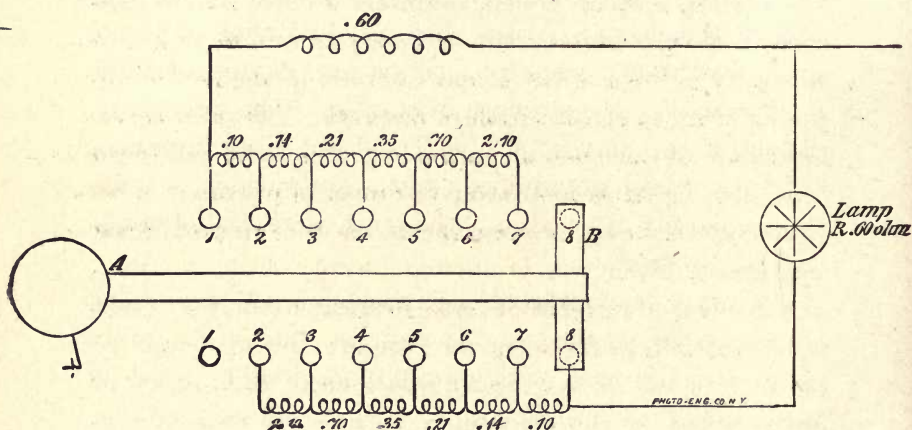 .60
.10 .14 .21 .35 .70 2,10
1 2 3 4 5 6 7 8 B
Lamp
R. 60 ohm
A
1 2 3 4 5 6 7 8
.70 .35 .21 .14 .10
PHOTO-ENG. CO. N.Y.